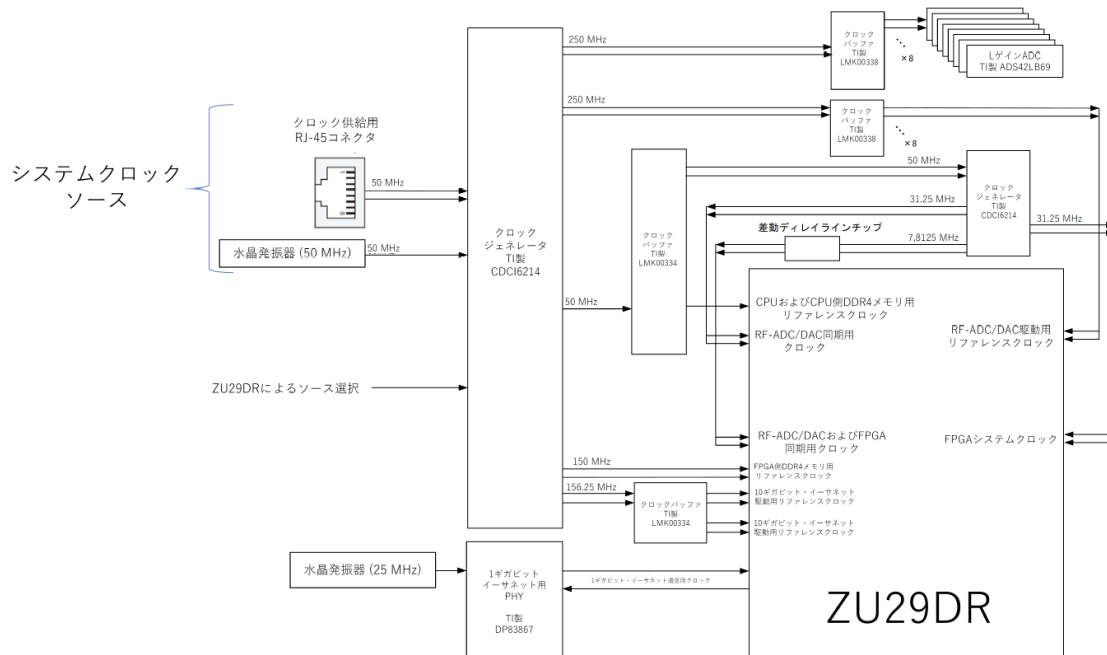 システムクロック
ソース
クロック供給用
RJ-45コネクタ
50 MHz
水晶発振器 (50 MHz)
50 MHz
ZU29DRによるソース選択
クロック
ジェネレータ
TI製
CDCI6214
250 MHz
クロック
バッファ
TI製
LMK00338
×8
LゲインADC
TI製 ADS42LB69
250 MHz
クロック
バッファ
TI製
LMK00338
×8
50 MHz
クロック
バッファ
TI製
LMK00334
50 MHz
31.25 MHz
差動ディレイラインチップ
7.8125 MHz
クロック
ジェネレータ
TI製
CDCI6214
31.25 MHz
CPUおよびCPU側DDR4メモリ用
リファレンスクロック
RF-ADC/DAC同期用
クロック
RF-ADC/DAC駆動用
リファレンスクロック
RF-ADC/DACおよびFPGA
同期用クロック
FPGAシステムクロック
150 MHz
FPGA側DDR4メモリ用
リファレンスクロック
156.25 MHz
クロックバッファ
TI製
LMK00334
10ギガビット・イーサネット
駆動用リファレンスクロック
10ギガビット・イーサネット
駆動用リファレンスクロック
水晶発振器 (25 MHz)
1ギガビット
イーサネット用
PHY
TI製
DP83867
1ギガビット・イーサネット通信用クロック
ZU29DR